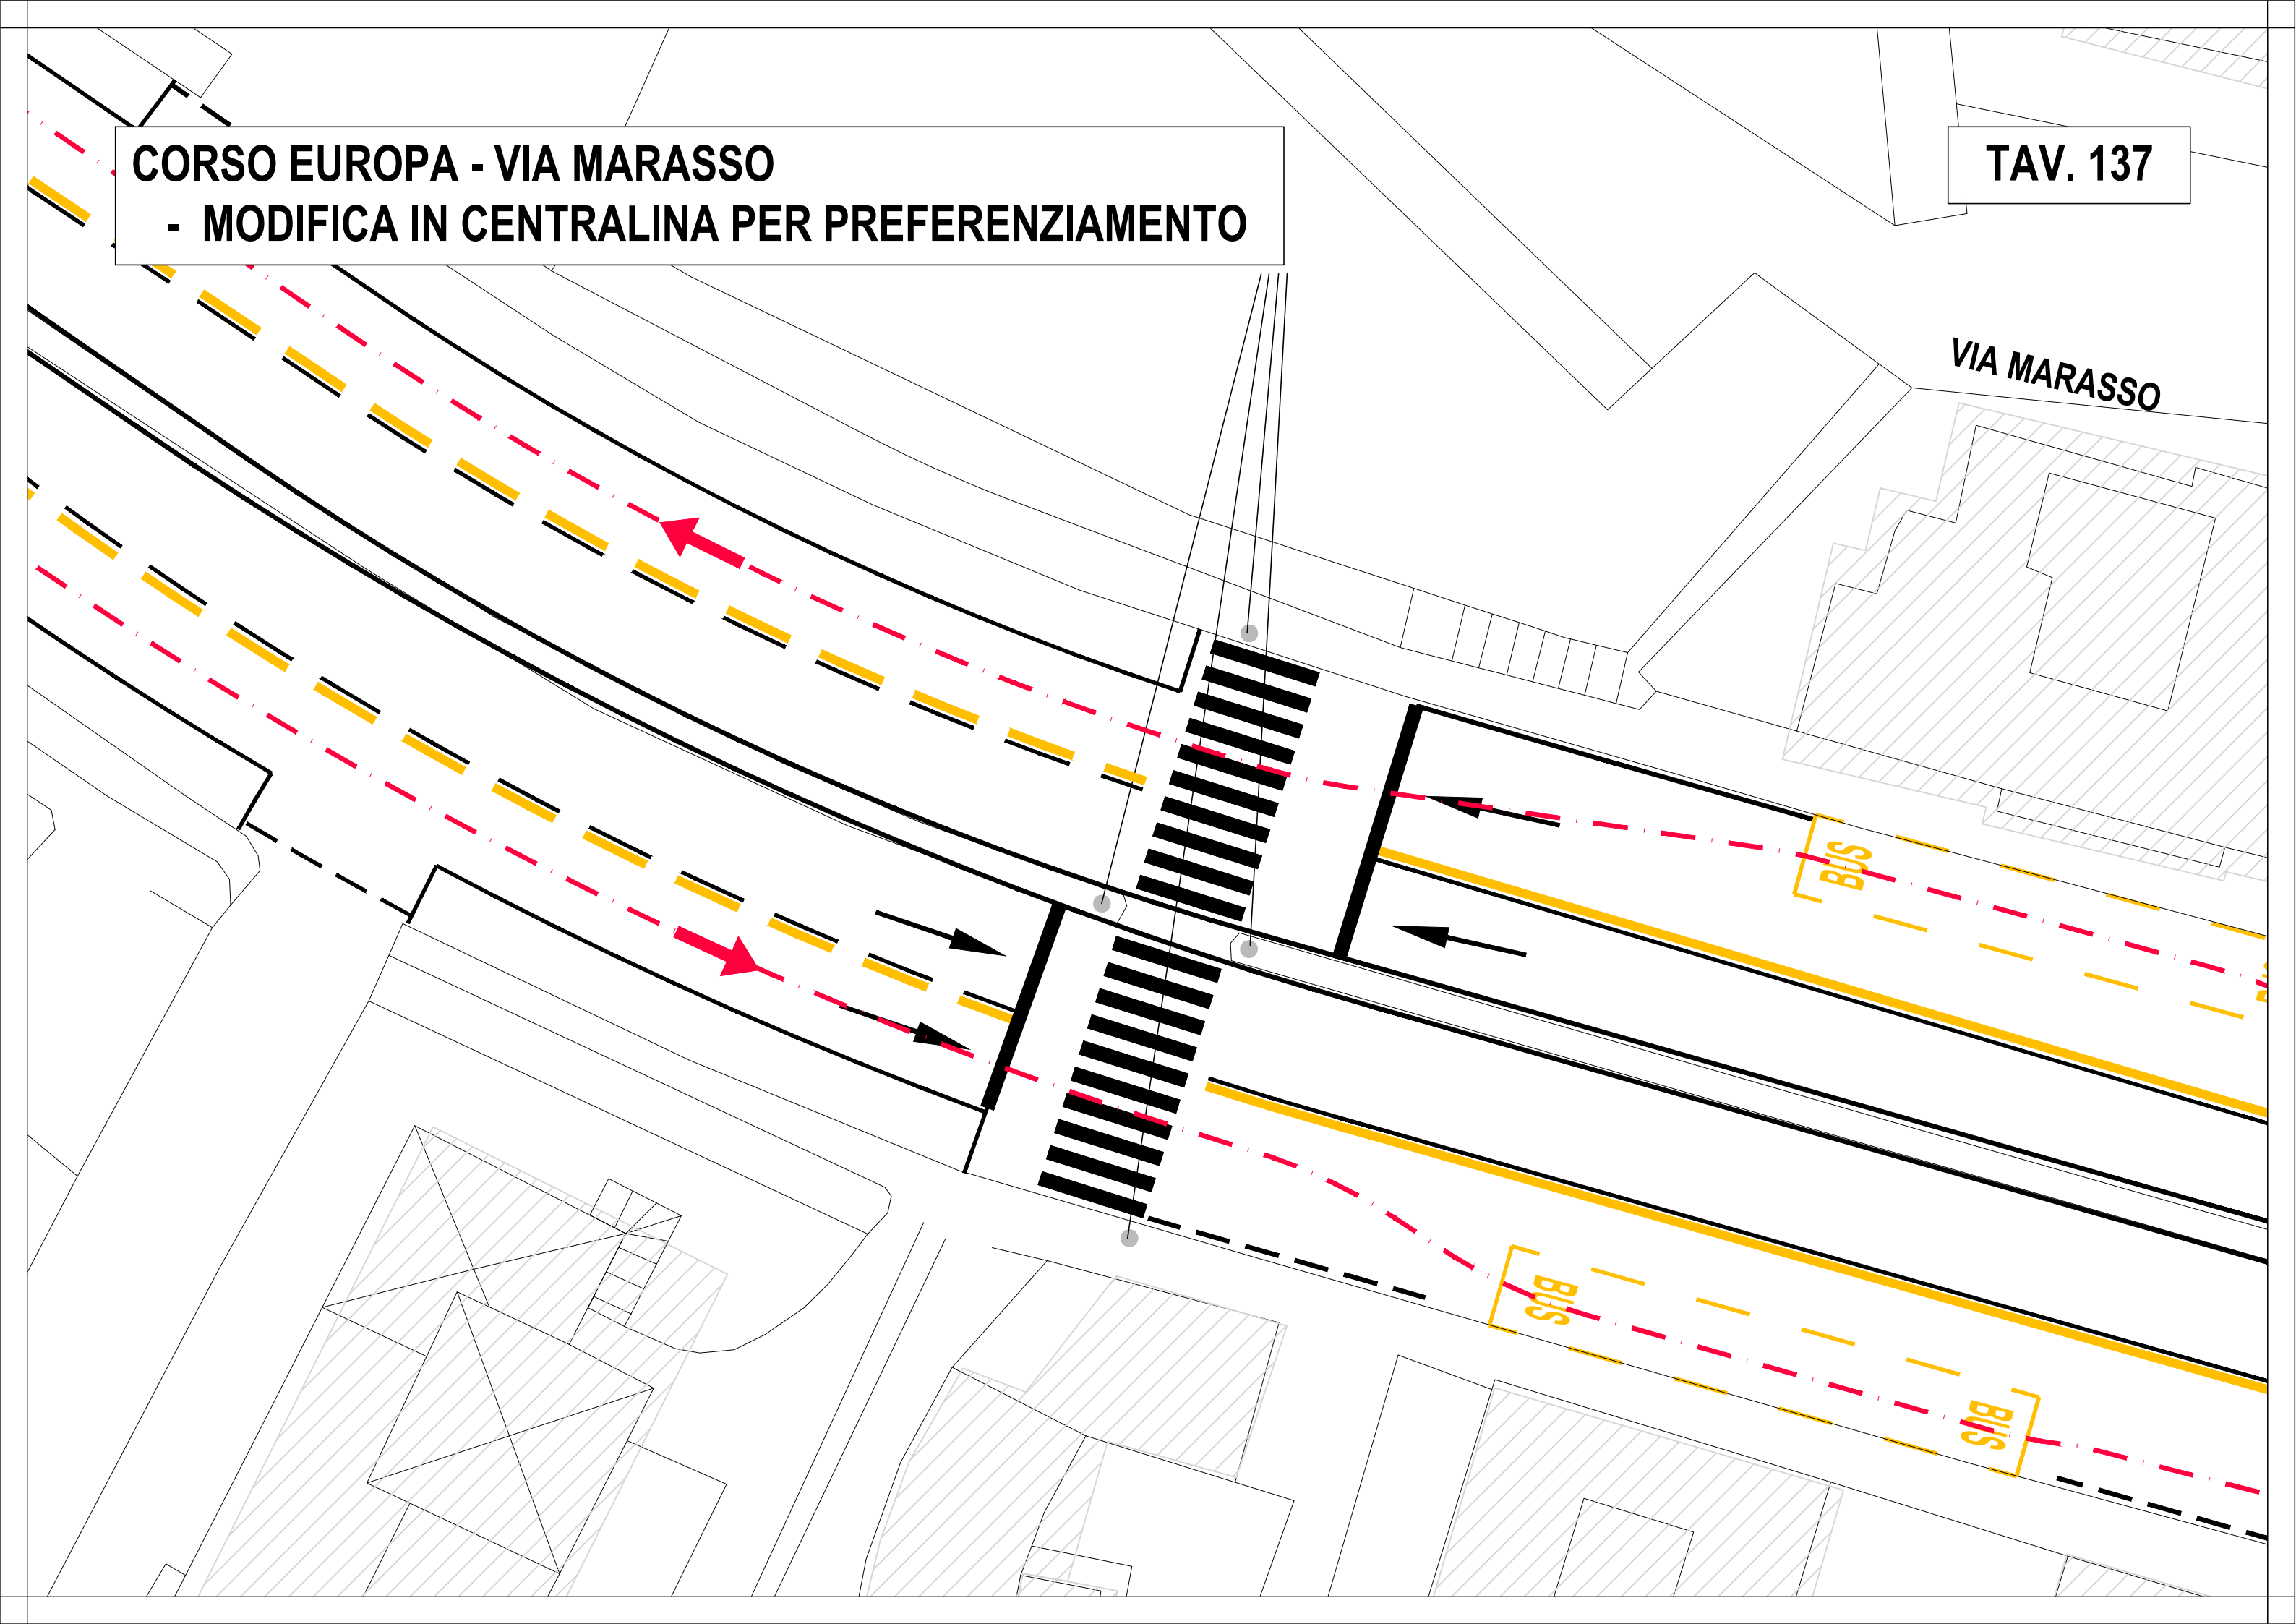 CORSO EUROPA - VIA MARASSO
- MODIFICA IN CENTRALINA PER PREFERENZIAMENTO
TAV. 137
VIA MARASSO
BUS
BUS
BUS